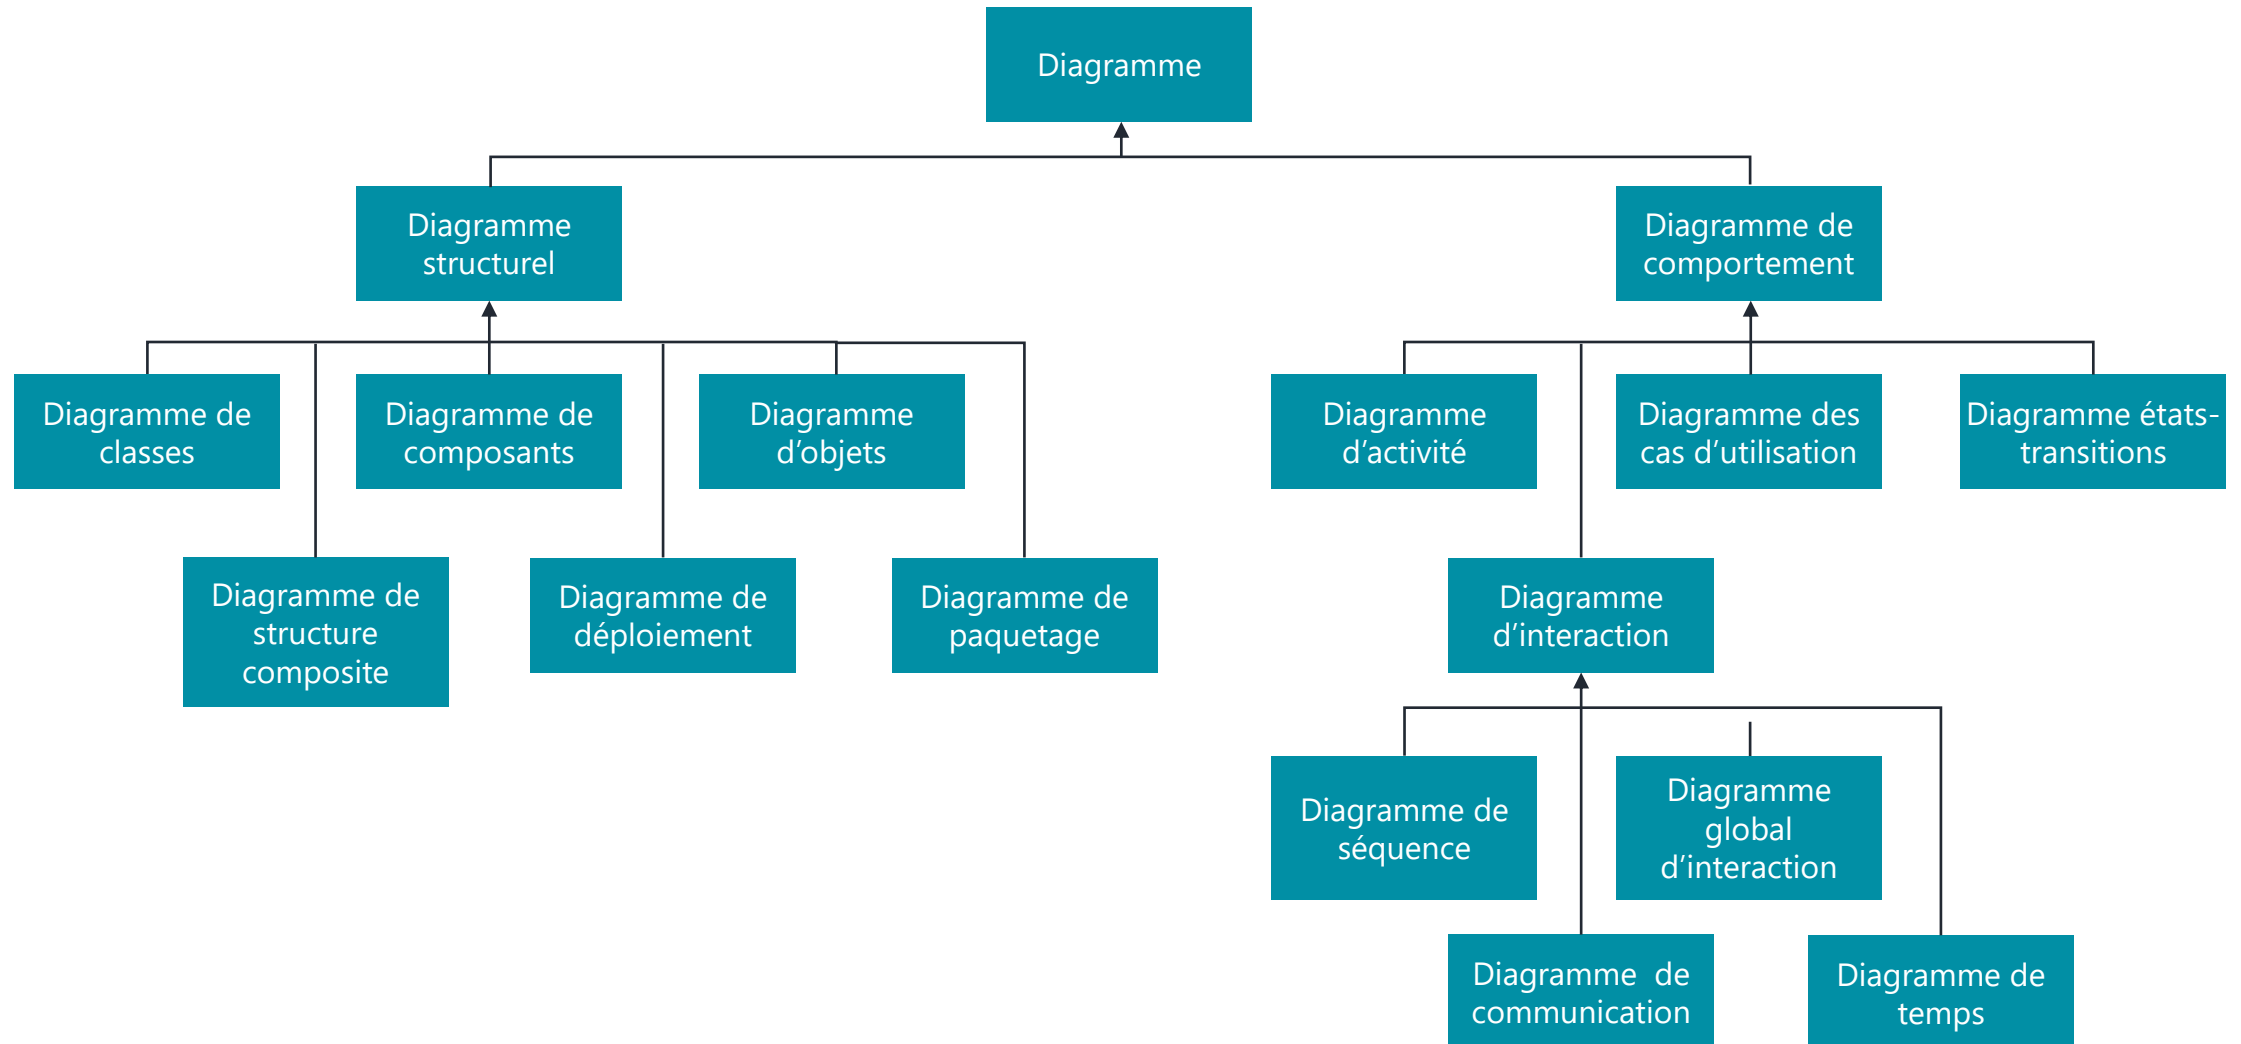 Diagramme
Diagramme
structurel
Diagramme de
comportement
Diagramme de
classes
Diagramme de
composants
Diagramme
d’objets
Diagramme
d’activité
Diagramme des
cas d’utilisation
Diagramme états-
transitions
Diagramme de
structure
composite
Diagramme de
déploiement
Diagramme de
paquetage
Diagramme
d’interaction
Diagramme de
séquence
Diagramme
global
d’interaction
Diagramme  de
communication
Diagramme de
temps